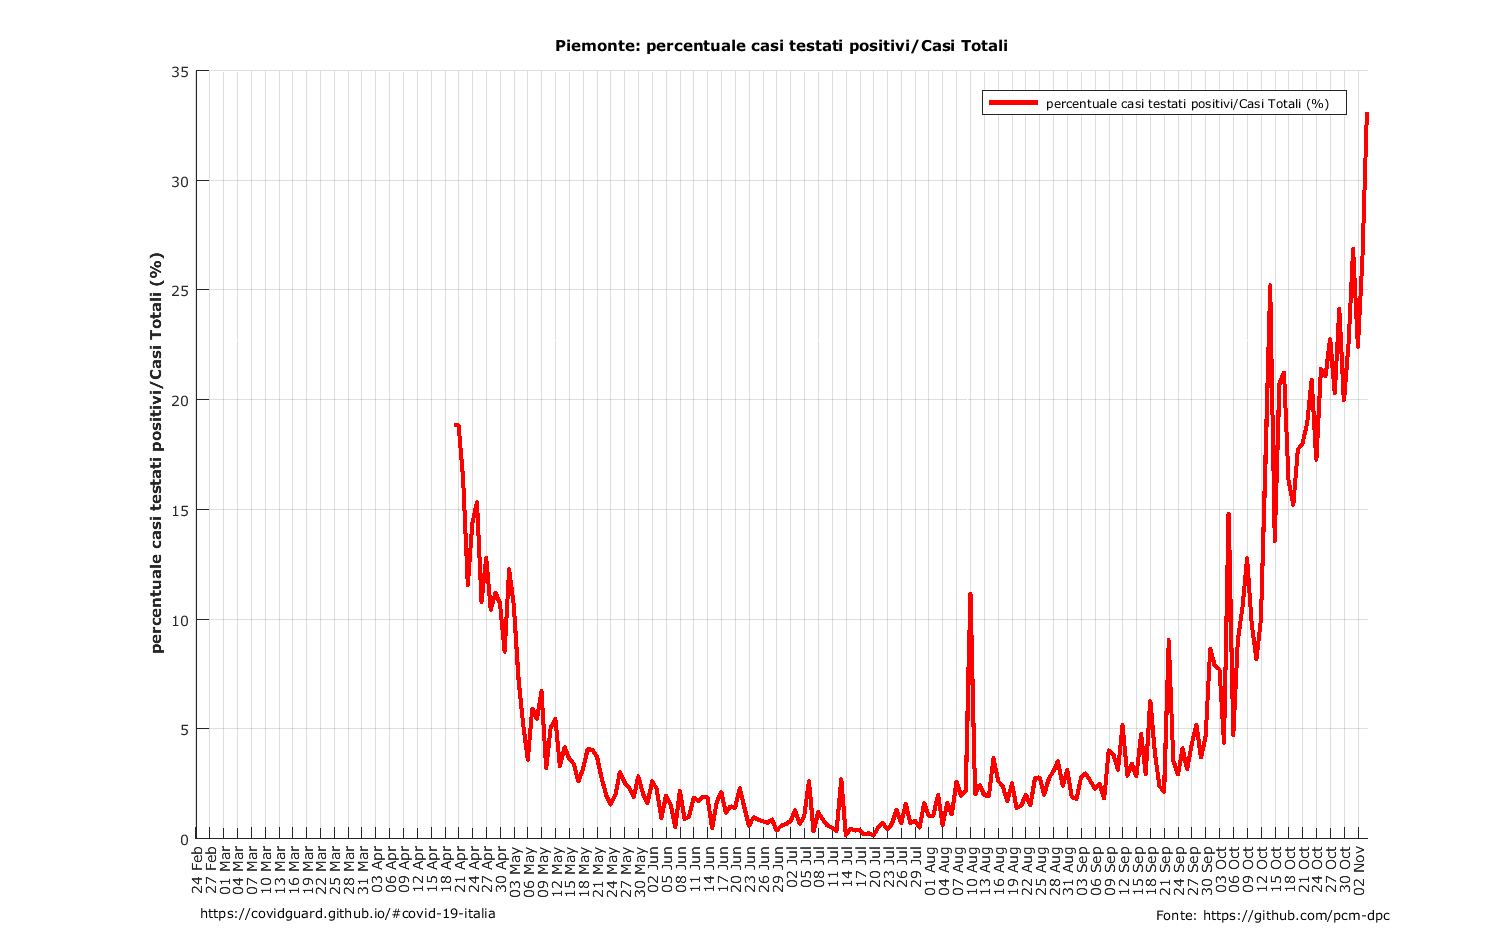 Piemonte: percentuale casi testati positivi/Casi Totali
percentuale casi testati positivi/Casi Totali (%)
percentuale casi testati positivi/Casi Totali (%)
35
30
25
20
15
10
5
0
24 Feb
27 Feb
01 Mar
04 Mar
07 Mar
10 Mar
13 Mar
16 Mar
19 Mar
22 Mar
25 Mar
28 Mar
31 Mar
03 Apr
06 Apr
09 Apr
12 Apr
15 Apr
18 Apr
21 Apr
24 Apr
27 Apr
30 Apr
03 May
06 May
09 May
12 May
15 May
18 May
21 May
24 May
27 May
30 May
02 Jun
05 Jun
08 Jun
11 Jun
14 Jun
17 Jun
20 Jun
23 Jun
26 Jun
29 Jun
02 Jul
05 Jul
08 Jul
11 Jul
14 Jul
17 Jul
20 Jul
23 Jul
26 Jul
29 Jul
01 Aug
04 Aug
07 Aug
10 Aug
13 Aug
16 Aug
19 Aug
22 Aug
25 Aug
28 Aug
31 Aug
03 Sep
06 Sep
09 Sep
12 Sep
15 Sep
18 Sep
21 Sep
24 Sep
27 Sep
30 Sep
03 Oct
06 Oct
09 Oct
12 Oct
15 Oct
18 Oct
21 Oct
24 Oct
27 Oct
30 Oct
02 Nov
https://covidguard.github.io/#covid-19-italia
Fonte: https://github.com/pcm-dpc